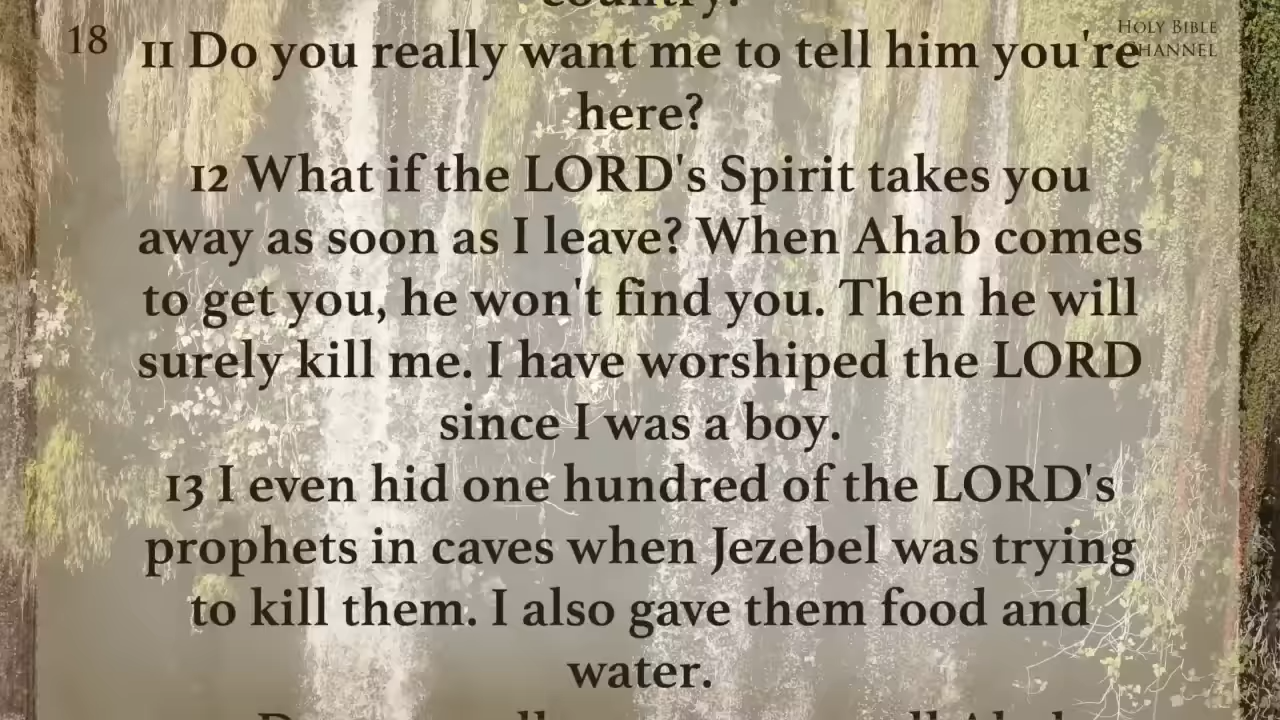 country.
18
HOLY BIBLE
CHANNEL
11 Do you really want me to tell him you're
here?
12 What if the LORD's Spirit takes you
away as soon as I leave? When Ahab comes
to get you, he won't find you. Then he will
surely kill me. I have worshiped the LORD
since I was a boy.
13 I even hid one hundred of the LORD's
prophets in caves when Jezebel was trying
to kill them. I also gave them food and
water.